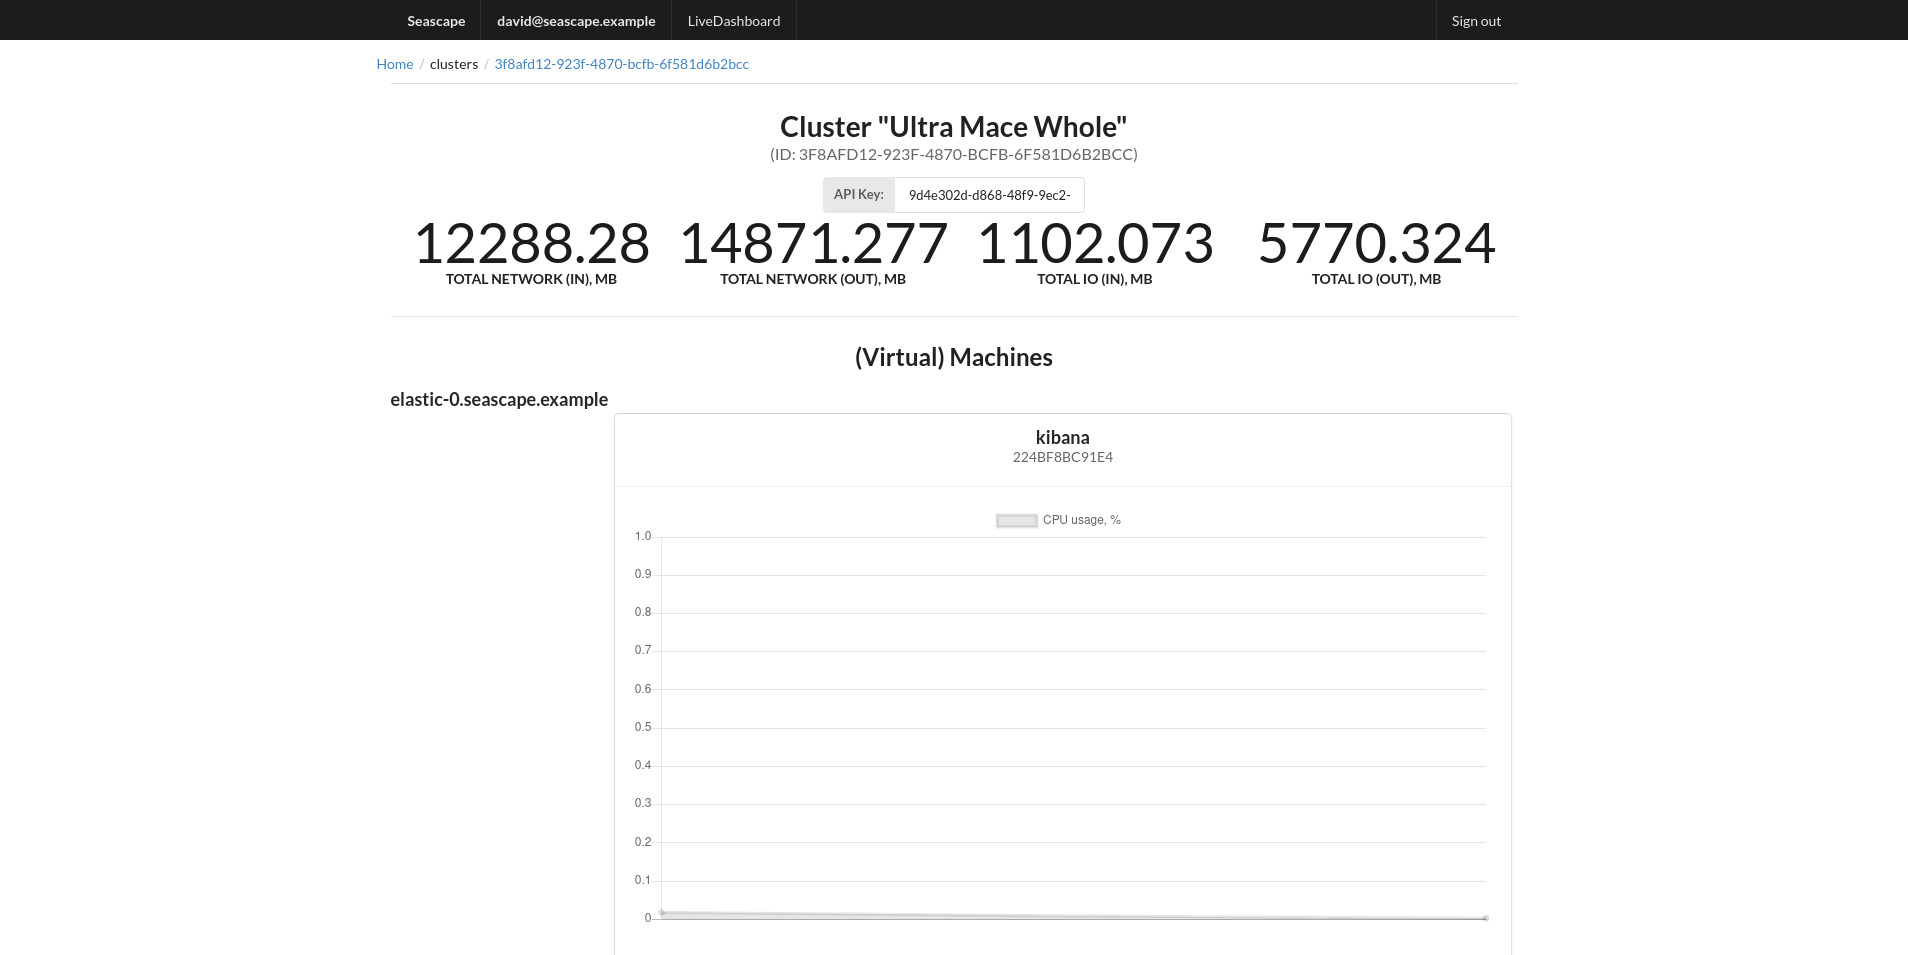 Seascape david@seascape.example LiveDashboard Sign out
Home / clusters / 3f8afd12-923f-4870-bcfb-6f581d6b2bcc
Cluster "Ultra Mace Whole"
(ID: 3F8AFD12-923F-4870-BCFB-6F581D6B2BCC)
API Key: 9d4e302d-d868-48f9-9ec2-
12288.28 14871.277 1102.073 5770.324
TOTAL NETWORK (IN), MB TOTAL NETWORK (OUT), MB TOTAL IO (IN), MB TOTAL IO (OUT), MB
(Virtual) Machines
elastic-0.seascape.example
kibana
224BF8BC91E4
CPU usage, %
1.0
0.9
0.8
0.7
0.6
0.5
0.4
0.3
0.2
0.1
0